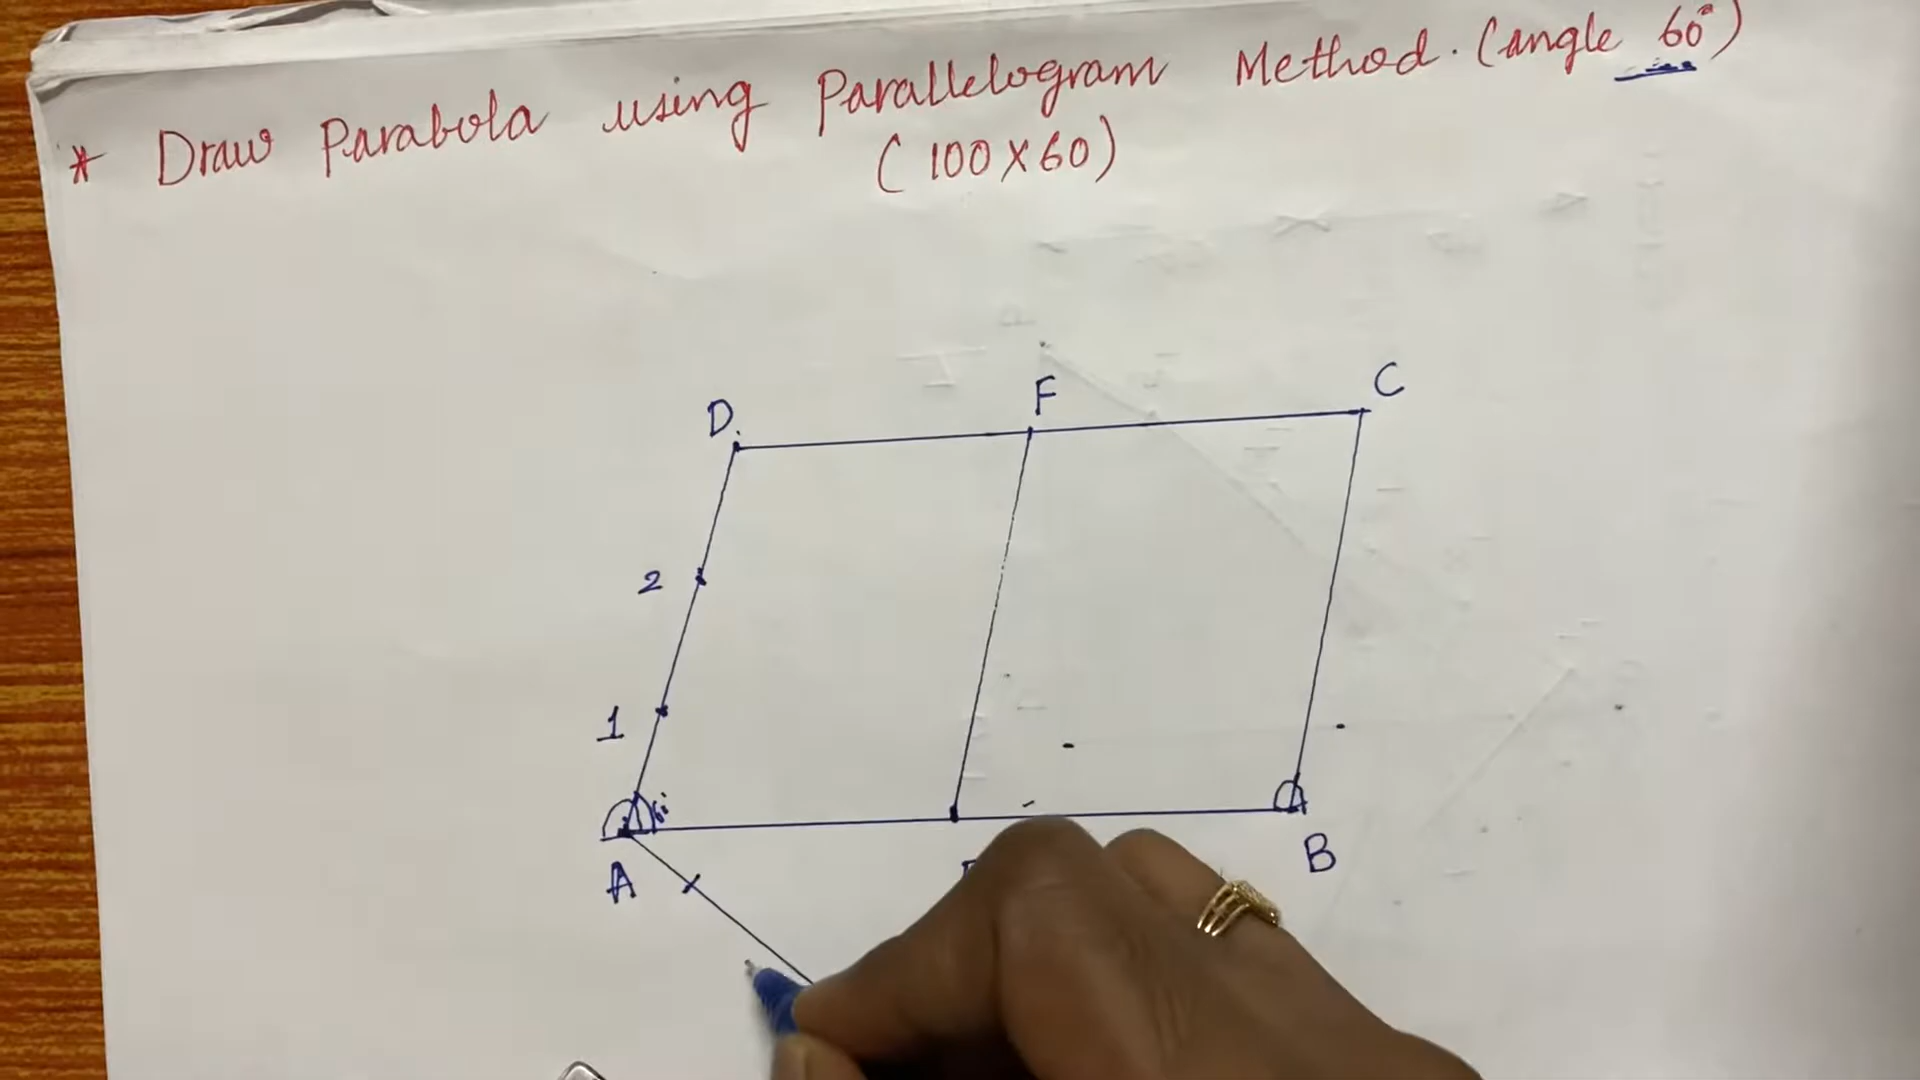 * Draw Parabola using Parallelogram Method. (angle 60°)
(100 X 60)
D.
F
C
2
1
A
B